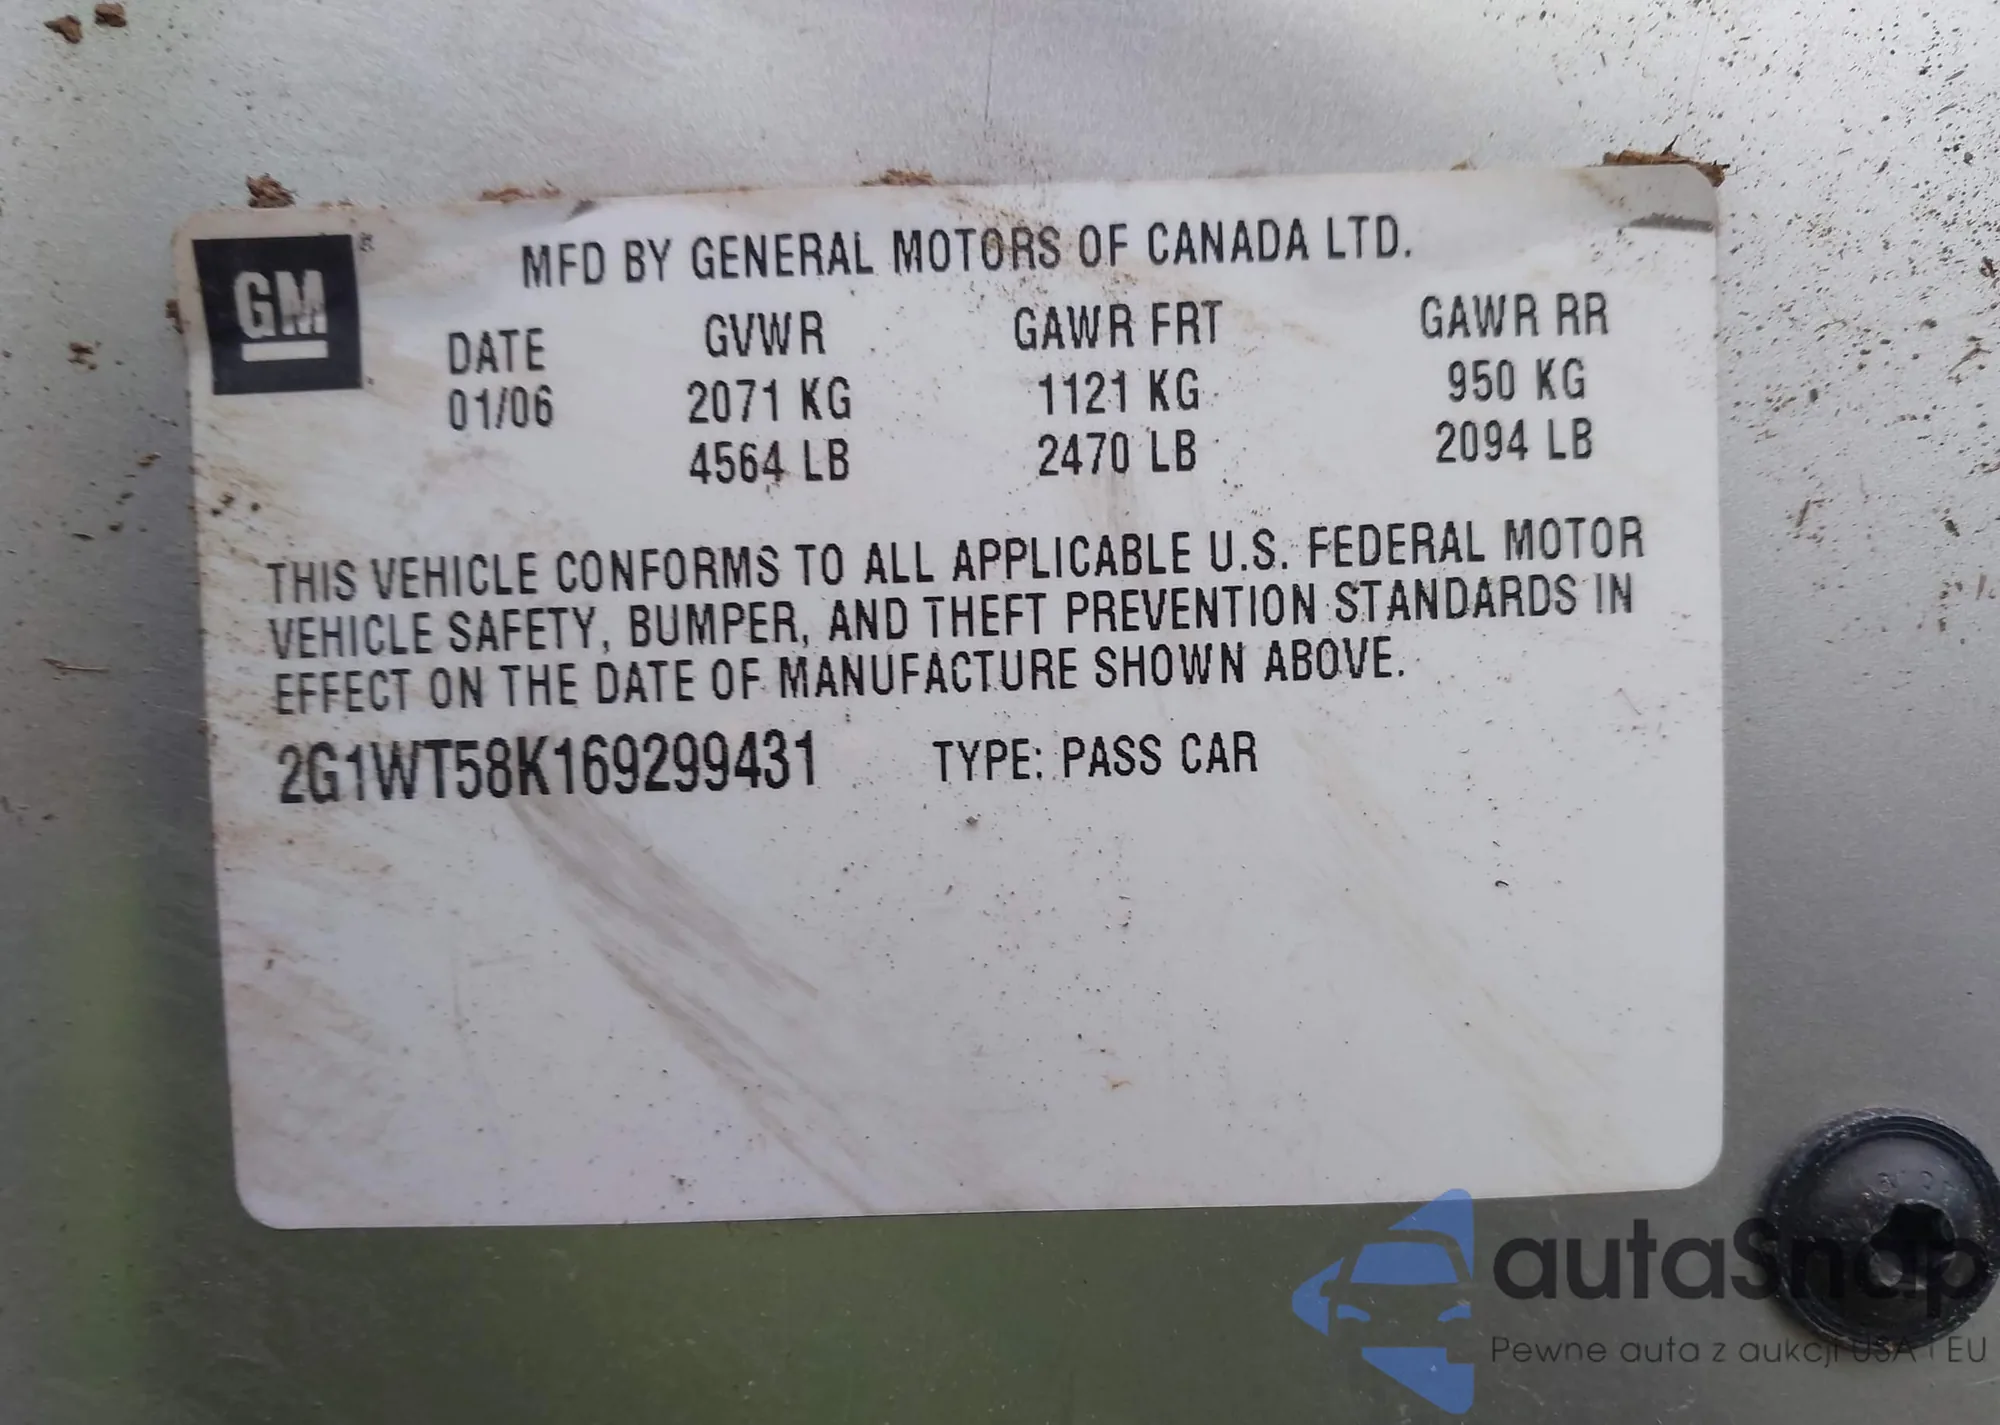 GM
MFD BY GENERAL MOTORS OF CANADA LTD.
DATE GVWR GAWR FRT GAWR RR
01/06 2071 KG 1121 KG 950 KG
4564 LB 2470 LB 2094 LB
THIS VEHICLE CONFORMS TO ALL APPLICABLE U.S. FEDERAL MOTOR
VEHICLE SAFETY, BUMPER, AND THEFT PREVENTION STANDARDS IN
EFFECT ON THE DATE OF MANUFACTURE SHOWN ABOVE.
2G1WT58K169299431 TYPE: PASS CAR
autaSnap
Pewne auta z aukcji USA i EU